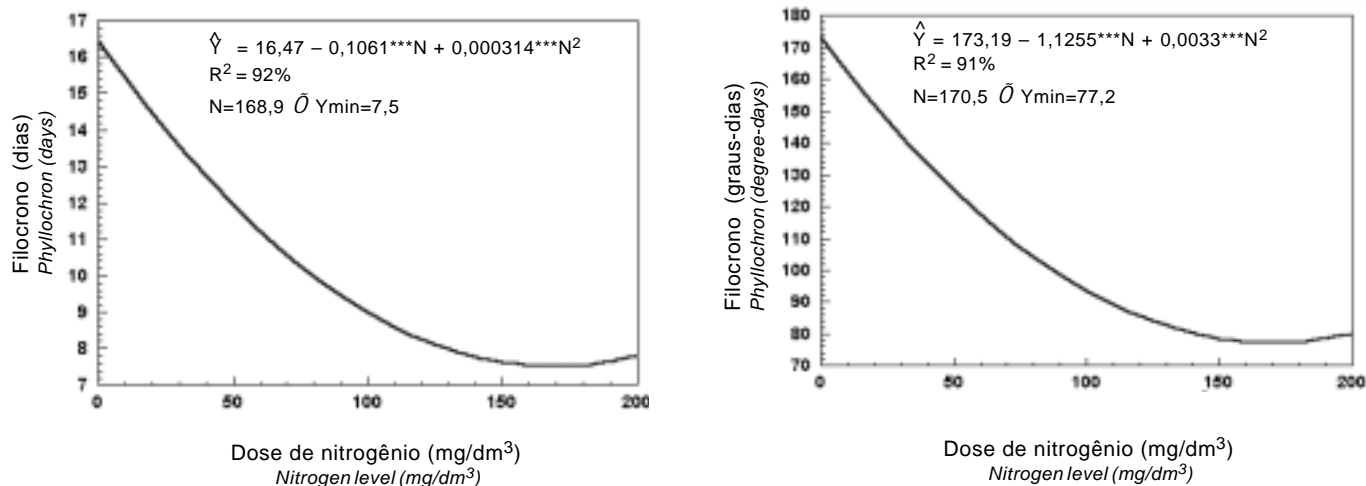 17
16
15
14
13
12
11
10
9
8
7
Filocrono (dias)
Phyllochron (days)
Ŷ = 16,47 – 0,1061***N + 0,000314***N²
R² = 92%
N=168,9 Õ Ymin=7,5
0 50 100 150 200
Dose de nitrogênio (mg/dm³)
Nitrogen level (mg/dm³)
180
170
160
150
140
130
120
110
100
90
80
70
Filocrono (graus-dias)
Phyllochron (degree-days)
Ŷ = 173,19 – 1,1255***N + 0,0033***N²
R² = 91%
N=170,5 Õ Ymin=77,2
0 50 100 150 200
Dose de nitrogênio (mg/dm³)
Nitrogen level (mg/dm³)